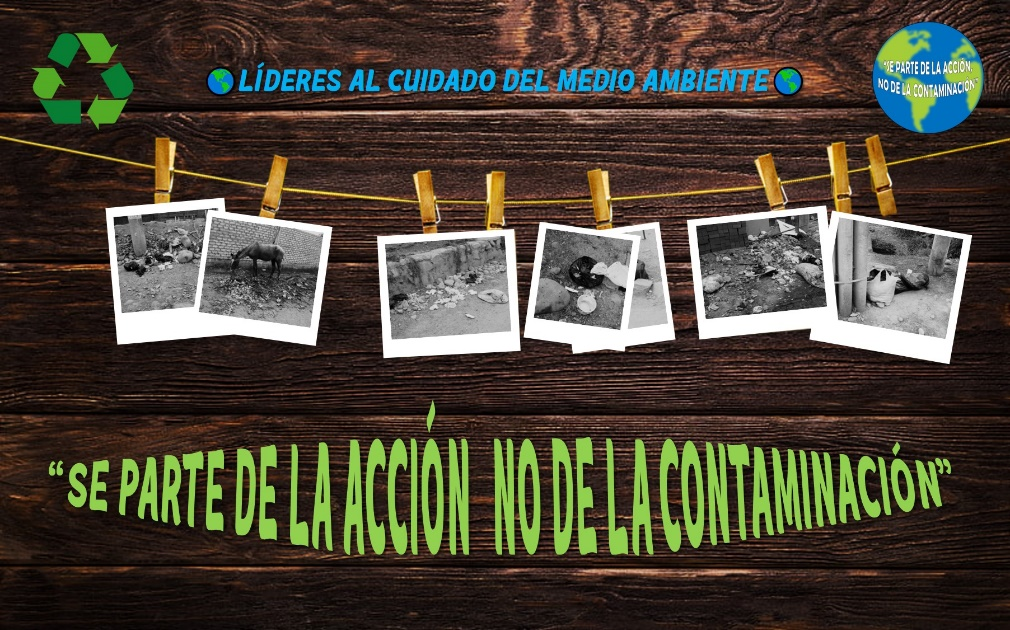 LÍDERES AL CUIDADO DEL MEDIO AMBIENTE
"SE PARTE DE LA ACCIÓN
NO DE LA CONTAMINACIÓN"
"SE PARTE DE LA ACCIÓN NO DE LA CONTAMINACIÓN"